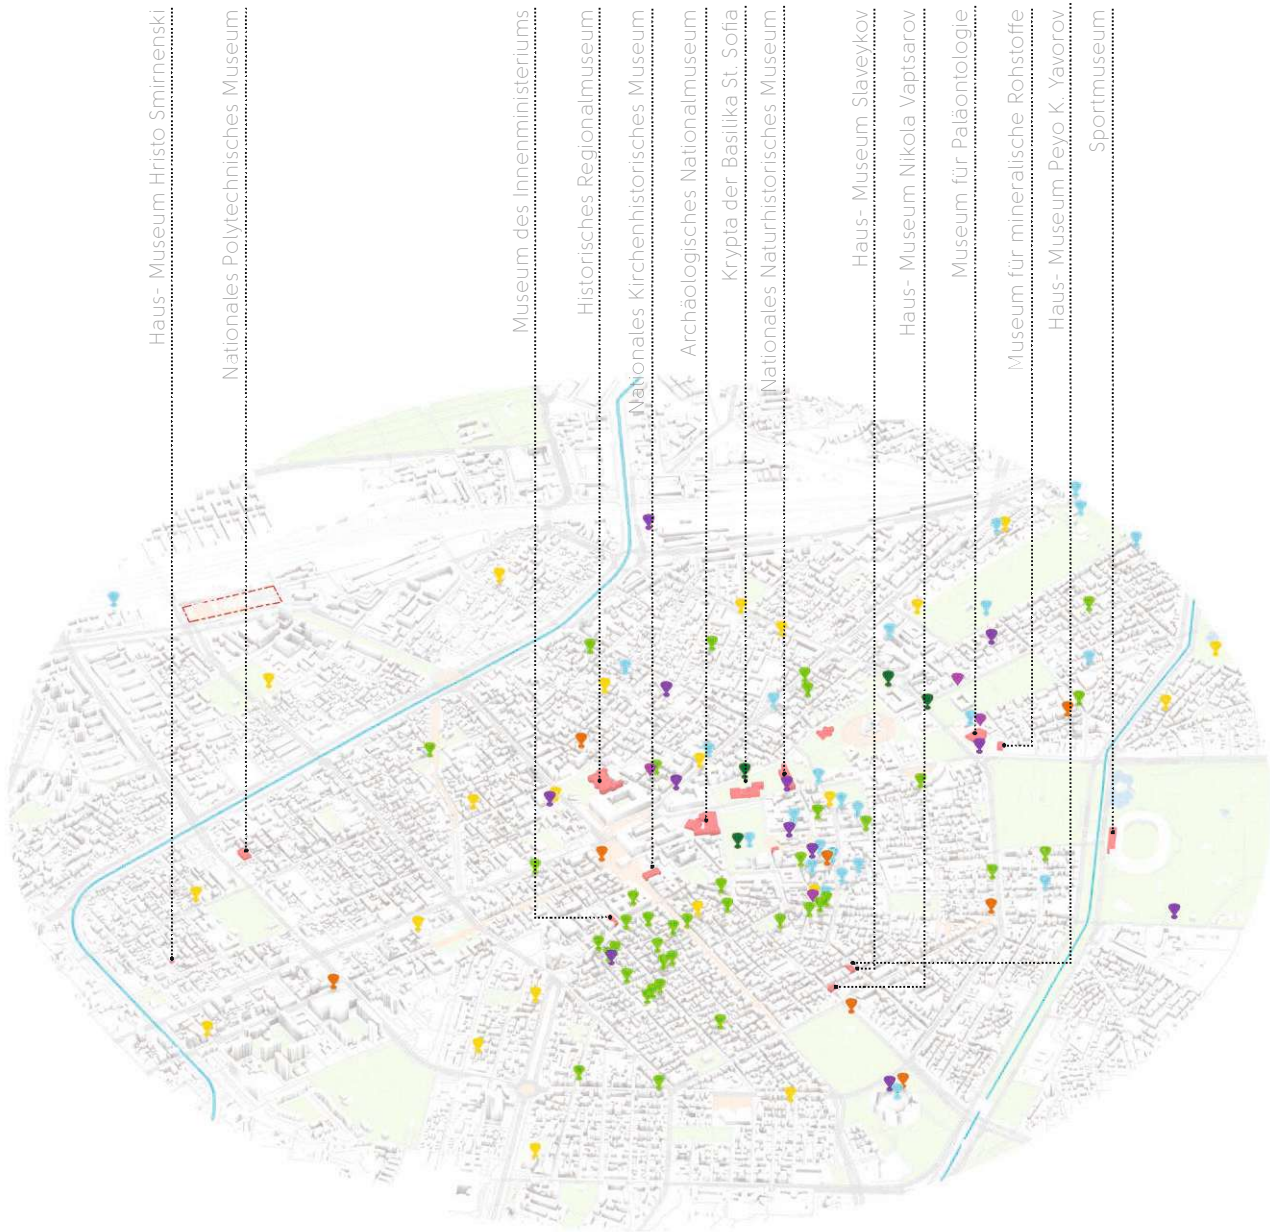 Haus- Museum Hristo Smirnenski
Nationales Polytechnisches Museum
Museum des Innenministeriums
Historisches Regionalmuseum
Nationales Kirchenhistorisches Museum
Archäologisches Nationalmuseum
Krypta der Basilika St. Sofia
Nationales Naturhistorisches Museum
Haus- Museum Slaveykov
Haus- Museum Nikola Vaptsarov
Museum für Paläontologie
Museum für mineralische Rohstoffe
Haus- Museum Peyo K. Yavorov
Sportmuseum